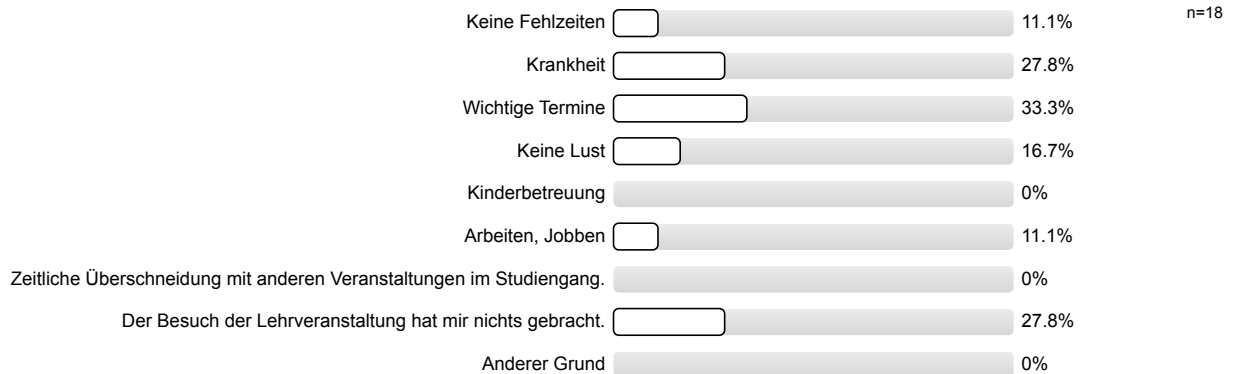 Keine Fehlzeiten 11.1% n=18
Krankheit 27.8%
Wichtige Termine 33.3%
Keine Lust 16.7%
Kinderbetreuung 0%
Arbeiten, Jobben 11.1%
Zeitliche Überschneidung mit anderen Veranstaltungen im Studiengang. 0%
Der Besuch der Lehrveranstaltung hat mir nichts gebracht. 27.8%
Anderer Grund 0%